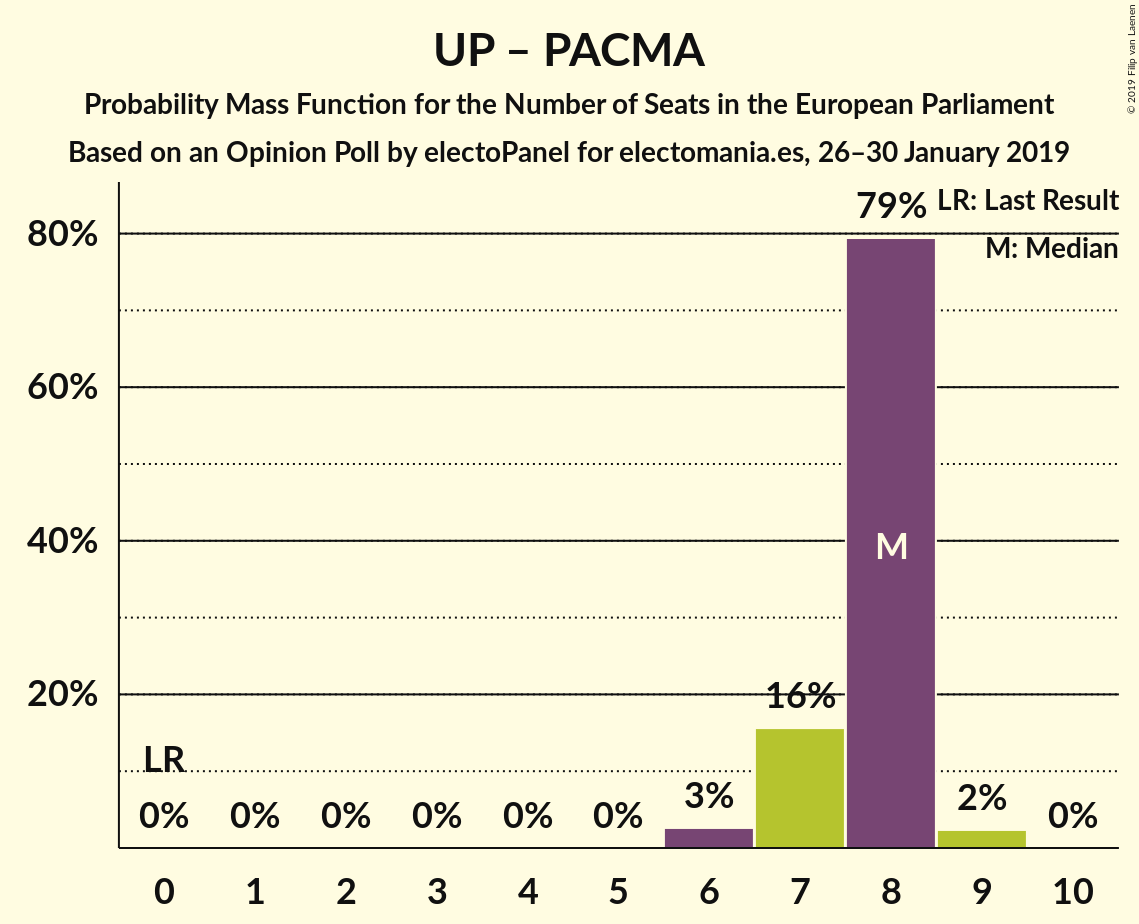 UP – PACMA
Probability Mass Function for the Number of Seats in the European Parliament
Based on an Opinion Poll by electoPanel for electomania.es, 26–30 January 2019
© 2019 Filip van Laenen
LR: Last Result
M: Median
80%
60%
40%
20%
LR
0%
0%
0%
0%
0%
0%
3%
16%
79%
M
2%
0%
0 1 2 3 4 5 6 7 8 9 10